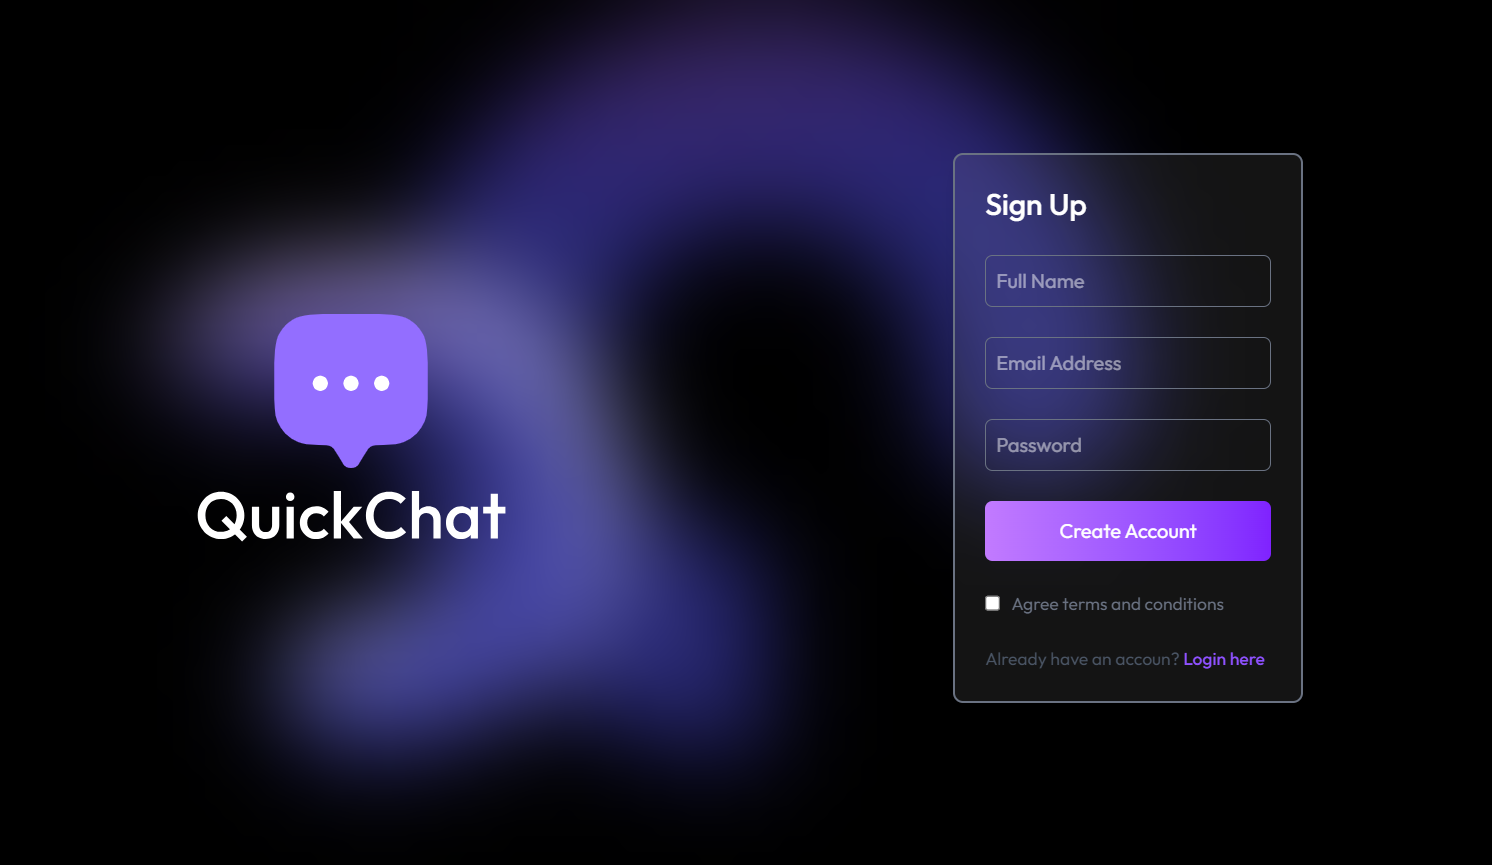 QuickChat
Sign Up
Full Name
Email Address
Password
Create Account
Agree terms and conditions
Already have an accoun? Login here